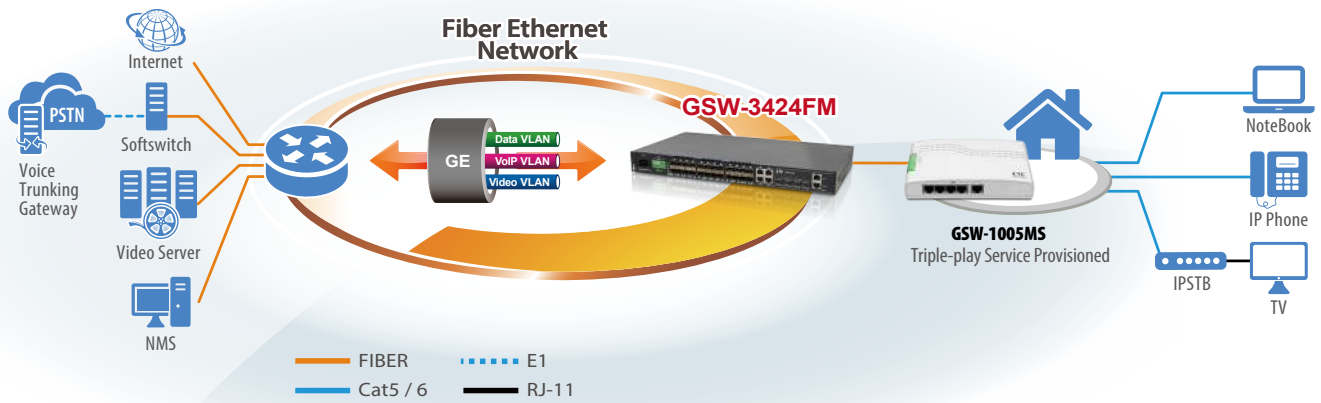 Fiber Ethernet
Network
Internet
PSTN
Softswitch
Voice
Trunking
Gateway
Video Server
NMS
GE
Data VLAN
VoIP VLAN
Video VLAN
GSW-3424FM
GSW-1005MS
Triple-play Service Provisioned
NoteBook
IP Phone
IPSTB
TV
FIBER
E1
Cat5 / 6
RJ-11